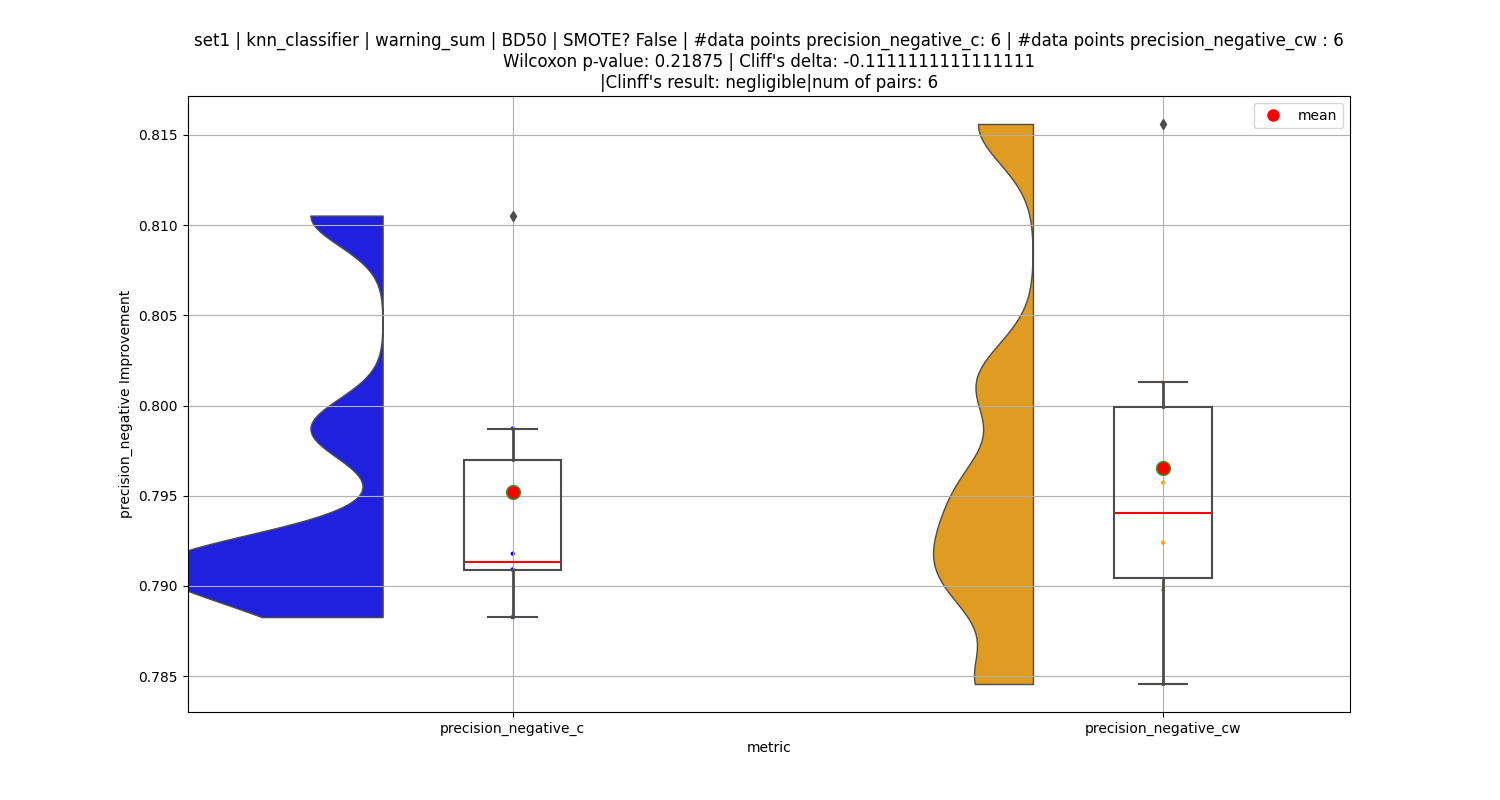 set1 | knn_classifier | warning_sum | BD50 | SMOTE? False | #data points precision_negative_c: 6 | #data points precision_negative_cw : 6
Wilcoxon p-value: 0.21875 | Cliff's delta: -0.1111111111111111
|Clinff's result: negligible|num of pairs: 6
mean
0.815
0.810
0.805
0.800
0.795
0.790
0.785
precision_negative Improvement
precision_negative_c
precision_negative_cw
metric